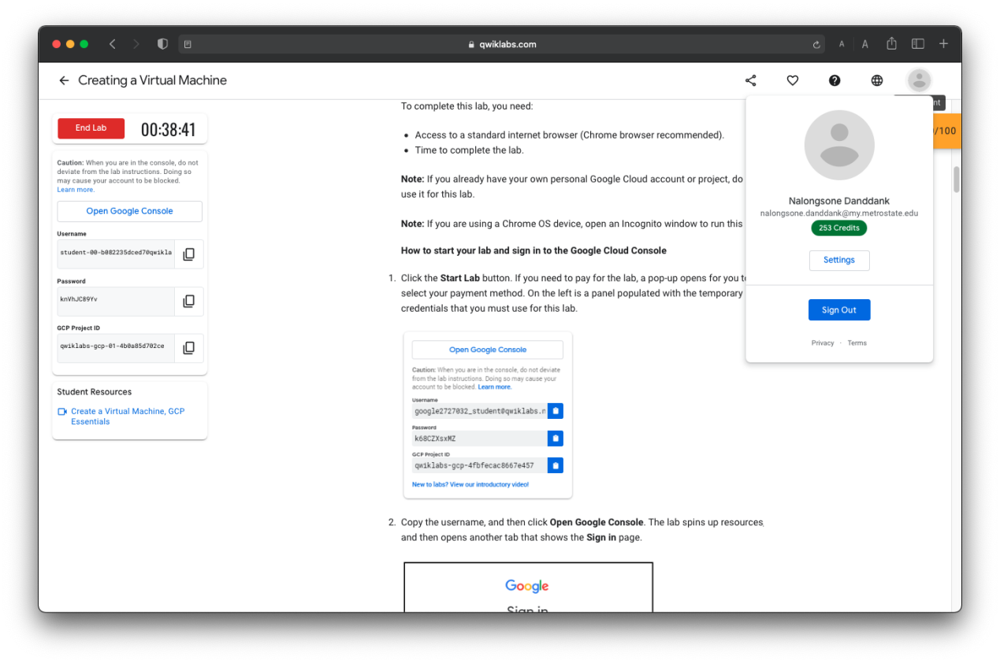 qwiklabs.com
A
A
Creating a Virtual Machine
End Lab
00:38:41
Caution: When you are in the console, do not
deviate from the lab instructions. Doing so
may cause your account to be blocked.
Learn more.
Open Google Console
Username
student-00-b082235dced70qwikla
Password
knVhJC89Yv
GCP Project ID
qwiklabs-gcp-01-4b0a85d702ce
Student Resources
Create a Virtual Machine, GCP
Essentials
To complete this lab, you need:
• Access to a standard internet browser (Chrome browser recommended).
• Time to complete the lab.
Note: If you already have your own personal Google Cloud account or project, do
use it for this lab.
Note: If you are using a Chrome OS device, open an Incognito window to run this
How to start your lab and sign in to the Google Cloud Console
1. Click the Start Lab button. If you need to pay for the lab, a pop-up opens for you to
select your payment method. On the left is a panel populated with the temporary
credentials that you must use for this lab.
Open Google Console
Caution: When you are in the console, do not deviate
from the lab instructions. Doing so may cause your
account to be blocked. Learn more.
Username
google2727032_student@qwiklabs.n
Password
k68CZXsxMZ
GCP Project ID
qwiklabs-gcp-4fbfecac8667e457
New to labs? View our introductory video!
2. Copy the username, and then click Open Google Console. The lab spins up resources,
and then opens another tab that shows the Sign in page.
Google
Sign in
nt
/100
Nalongsone Danddank
nalongsone.danddank@my.metrostate.edu
253 Credits
Settings
Sign Out
Privacy · Terms